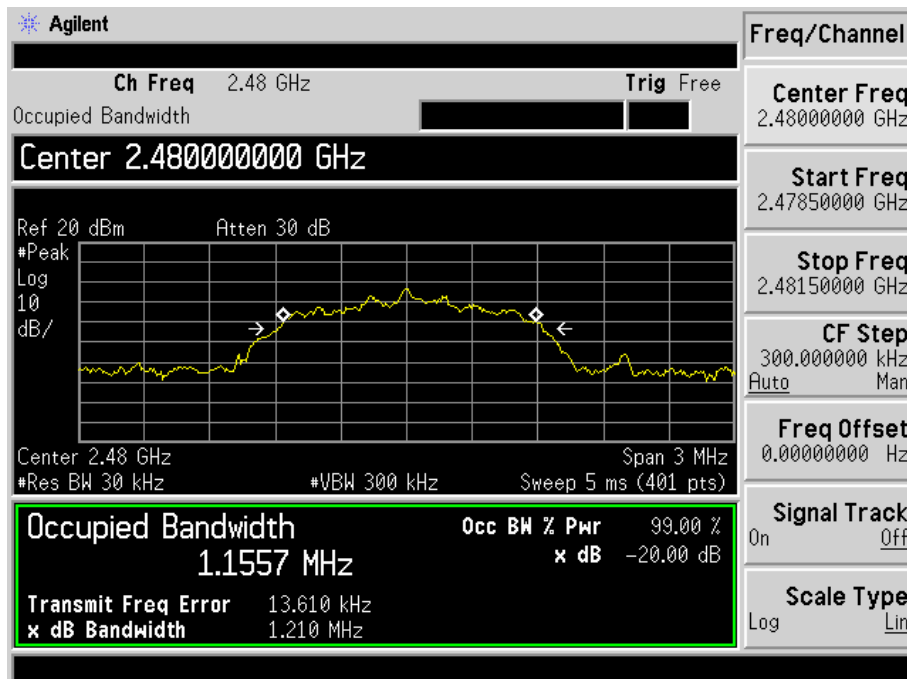 Agilent
Ch Freq 2.48 GHz Trig Free
Occupied Bandwidth
Center 2.480000000 GHz
Ref 20 dBm Atten 30 dB
#Peak
Log
10
dB/
Center 2.48 GHz Span 3 MHz
#Res BW 30 kHz #VBW 300 kHz Sweep 5 ms (401 pts)
Occupied Bandwidth Occ BW % Pwr 99.00 %
1.1557 MHz x dB -20.00 dB
Transmit Freq Error 13.610 kHz
x dB Bandwidth 1.210 MHz
Freq/Channel
Center Freq
2.48000000 GHz
Start Freq
2.47850000 GHz
Stop Freq
2.48150000 GHz
CF Step
300.000000 kHz
Auto Man
Freq Offset
0.00000000 Hz
Signal Track
On Off
Scale Type
Log Lin